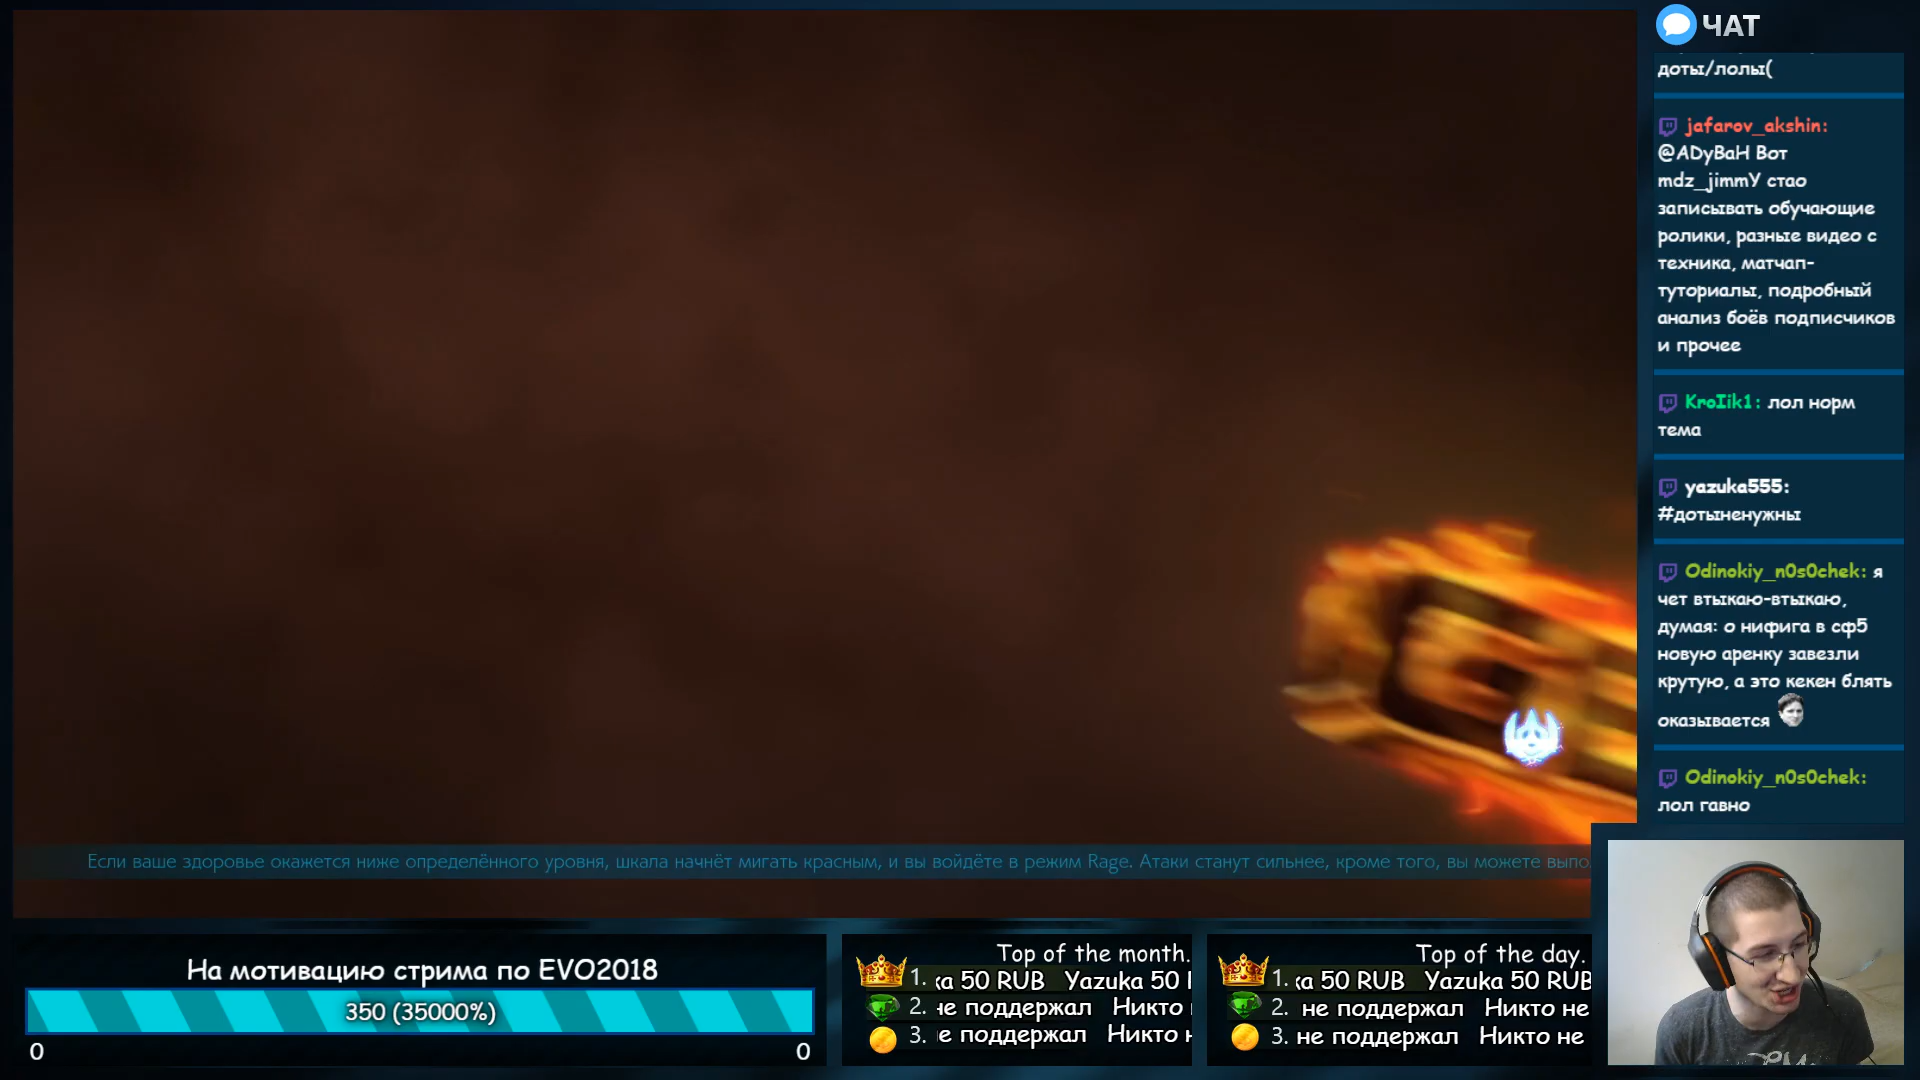 ЧАТ
доты/лолы(
jafarov_akshin:
@ADyBaH Вот
mdz_jimmY стао
записывать обучающие
ролики, разные видео с
техника, матчап-
туториалы, подробный
анализ боёв подписчиков
и прочее
KroIik1: лол норм
тема
yazuka555:
#дотыненужны
Odinokiy_n0s0chek: я
чет втыкаю-втыкаю,
думая: о нифига в сф5
новую аренку завезли
крутую, а это кекен блять
оказывается
Odinokiy_n0s0chek:
лол гавно
Если ваше здоровье окажется ниже определённого уровня, шкала начнёт мигать красным, и вы войдёте в режим Rage. Атаки станут сильнее, кроме того, вы можете выпо
На мотивацию стрима по EVO2018
350 (35000%)
0 0
Top of the month.
1. ка 50 RUB Yazuka 50
2. не поддержал Никто
3. е поддержал Никто
Top of the day.
1. ка 50 RUB Yazuka 50 RUB
2. не поддержал Никто не
3. не поддержал Никто не